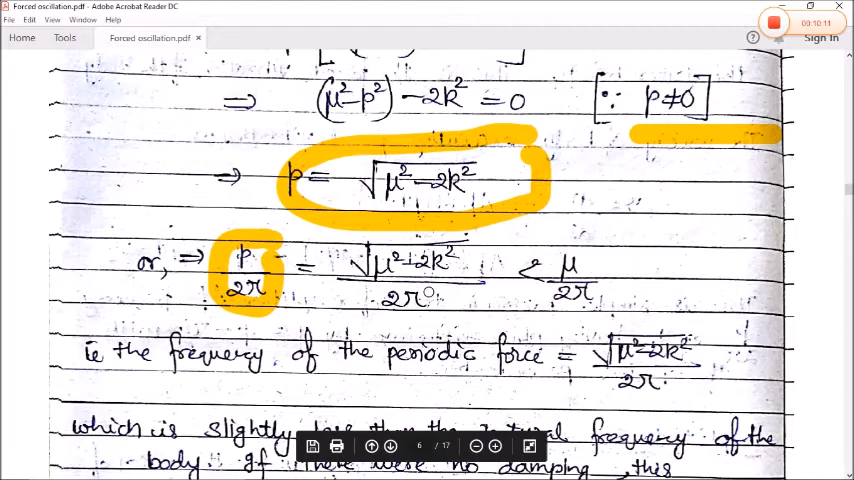 Forced oscillation.pdf - Adobe Acrobat Reader DC
File Edit View Window Help
Home Tools Forced oscillation.pdf × Sign In
00:10:11
⇒ (μ²-p²) - 2k² = 0 [∵ p≠0]
⇒ p = √μ²-2k²
or, ⇒ p/2π = √μ²-2k²/2π < μ/2π
ie the frequency of the periodic force = √μ²-2k²/2π
which is slightly less than the natural frequency of the
6 / 17
body. If there were no damping, this